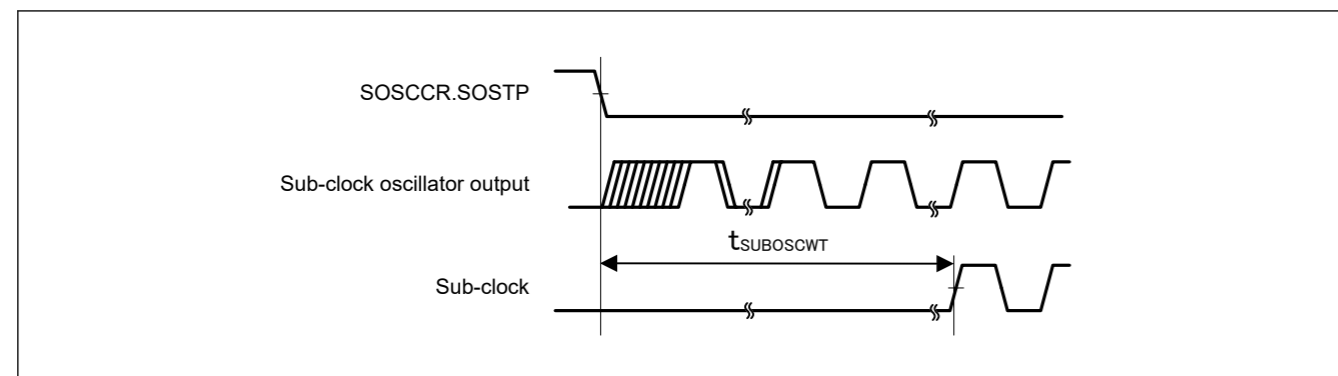 SOSCCR.SOSTP
Sub-clock oscillator output
tSUBOSCWT
Sub-clock